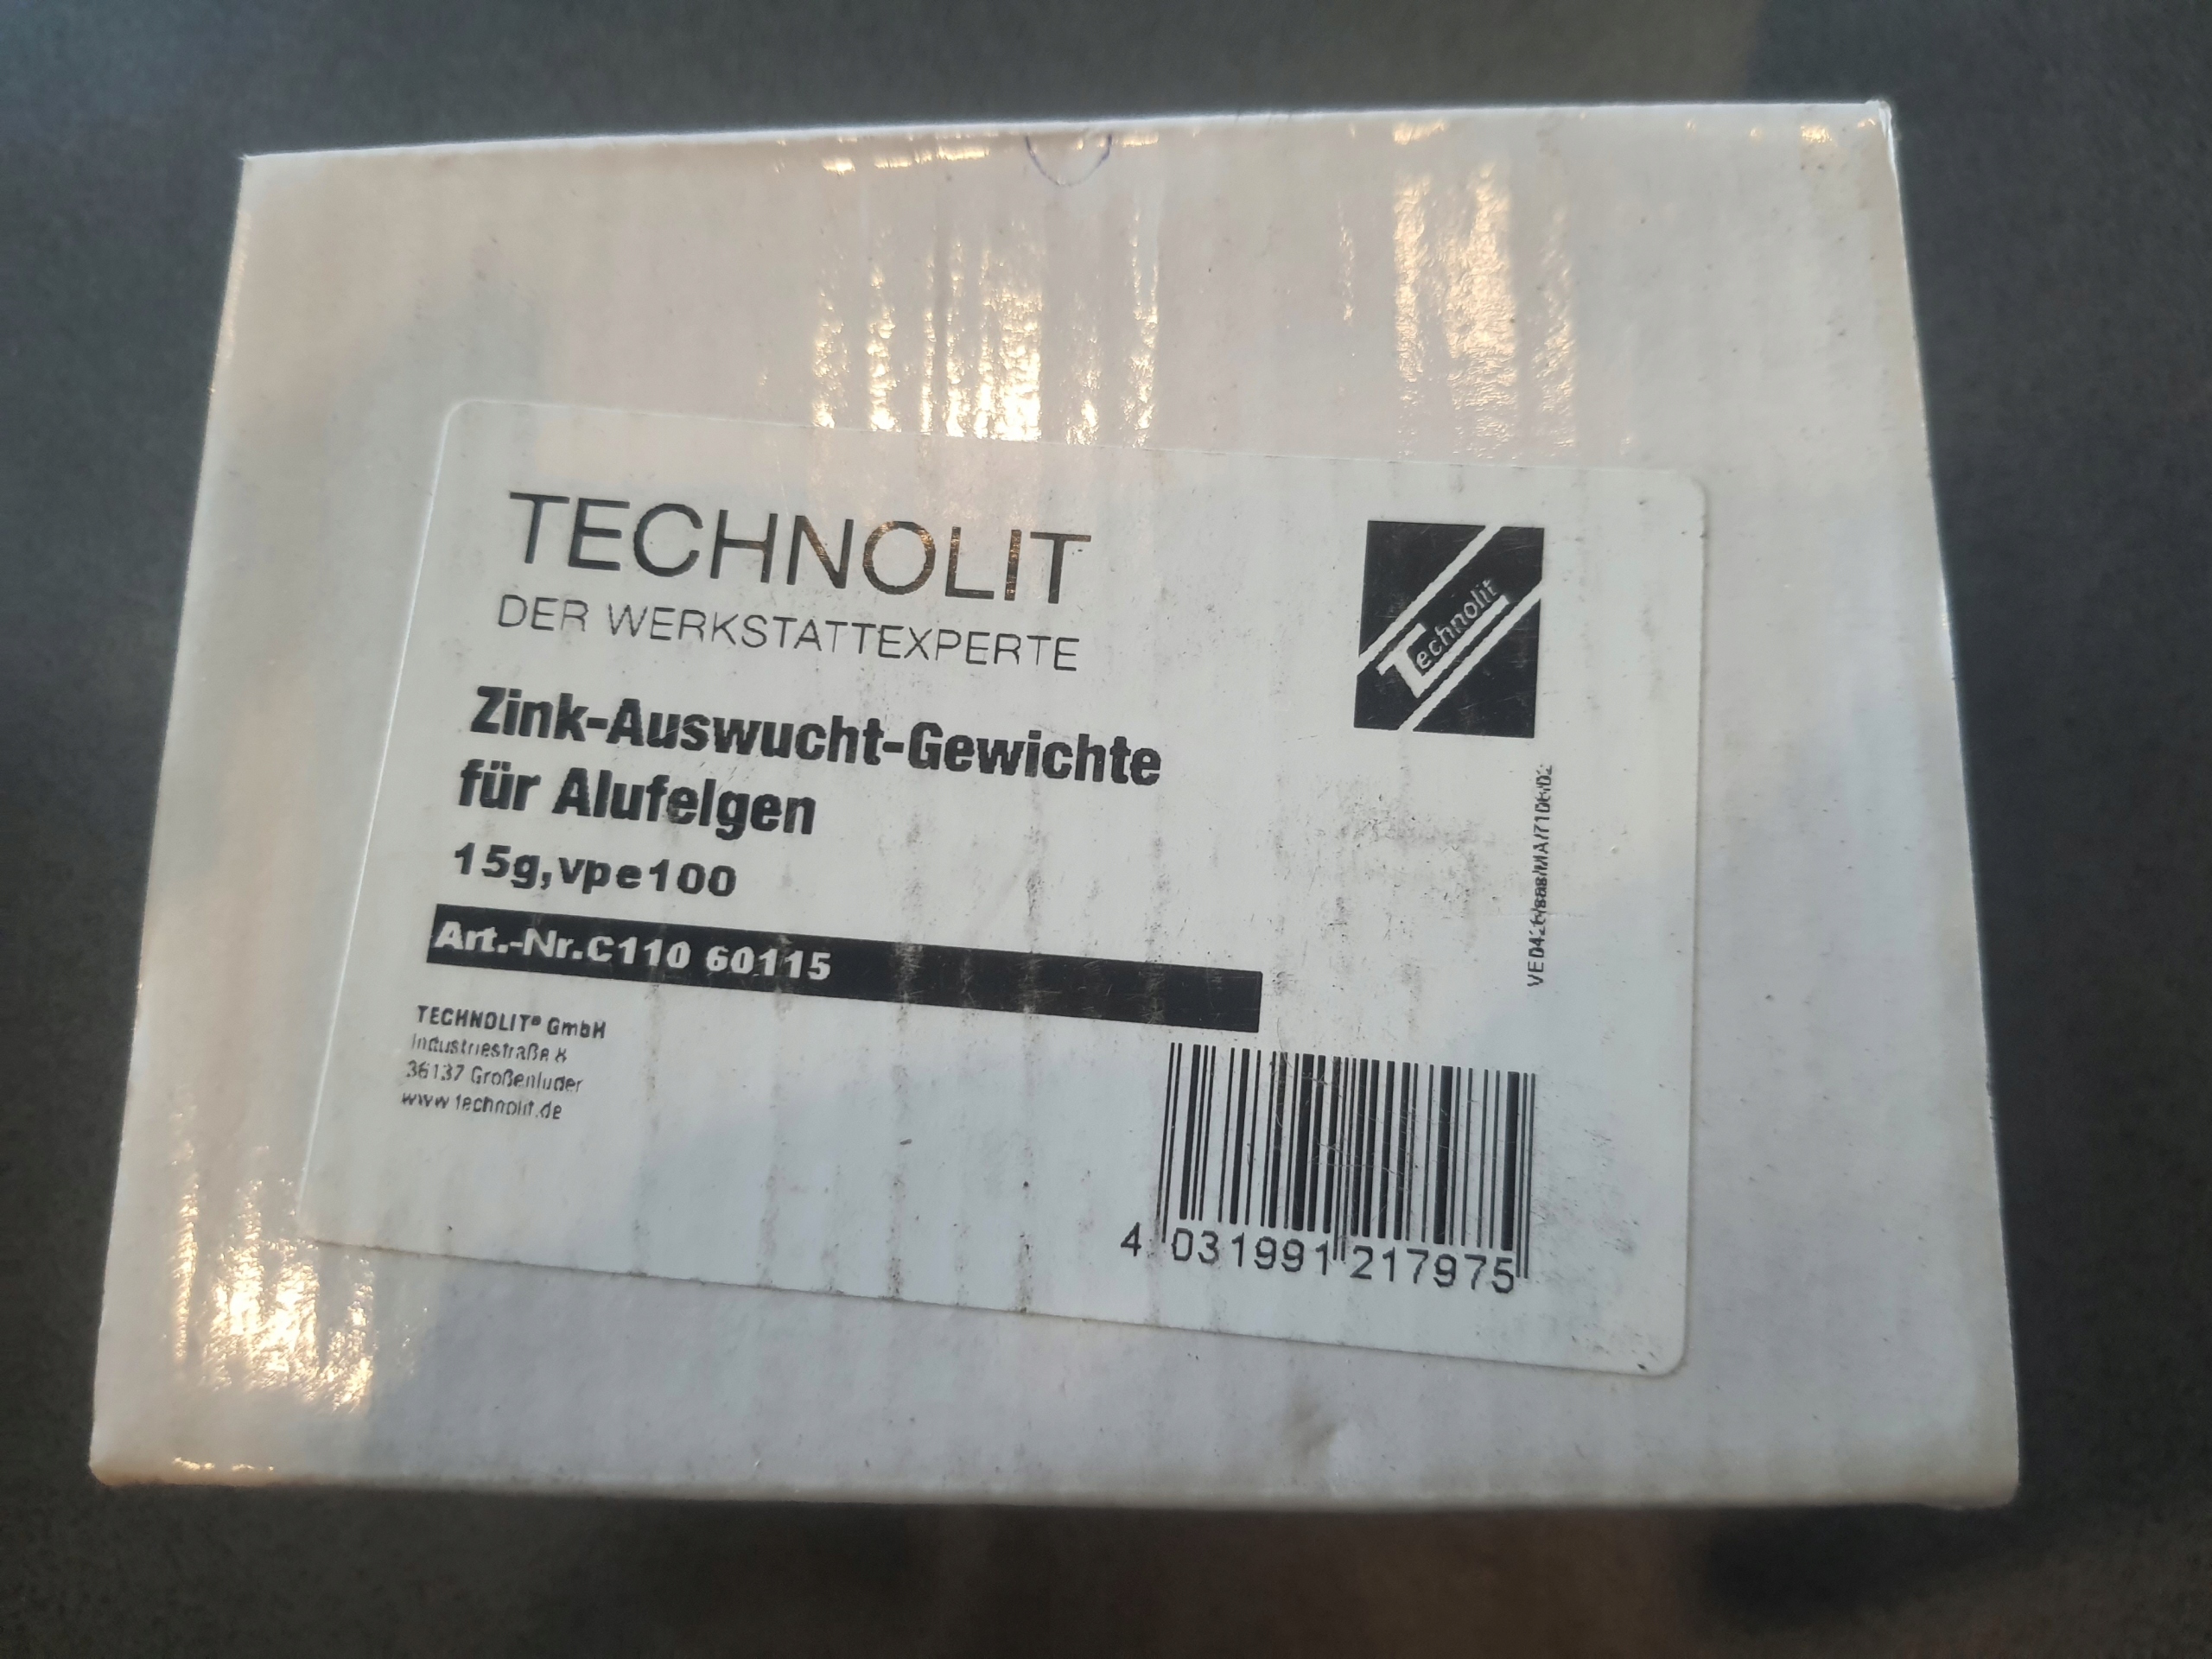 TECHNOLIT
DER WERKSTATTEXPERTE
Technolit
Zink-Auswucht-Gewichte
für Alufelgen
15g,vpe100
Art.-Nr.C110 60115
TECHNOLIT® GmbH
Industriestraße 8
36137 Großenlüder
www.technolit.de
4 031991 217975